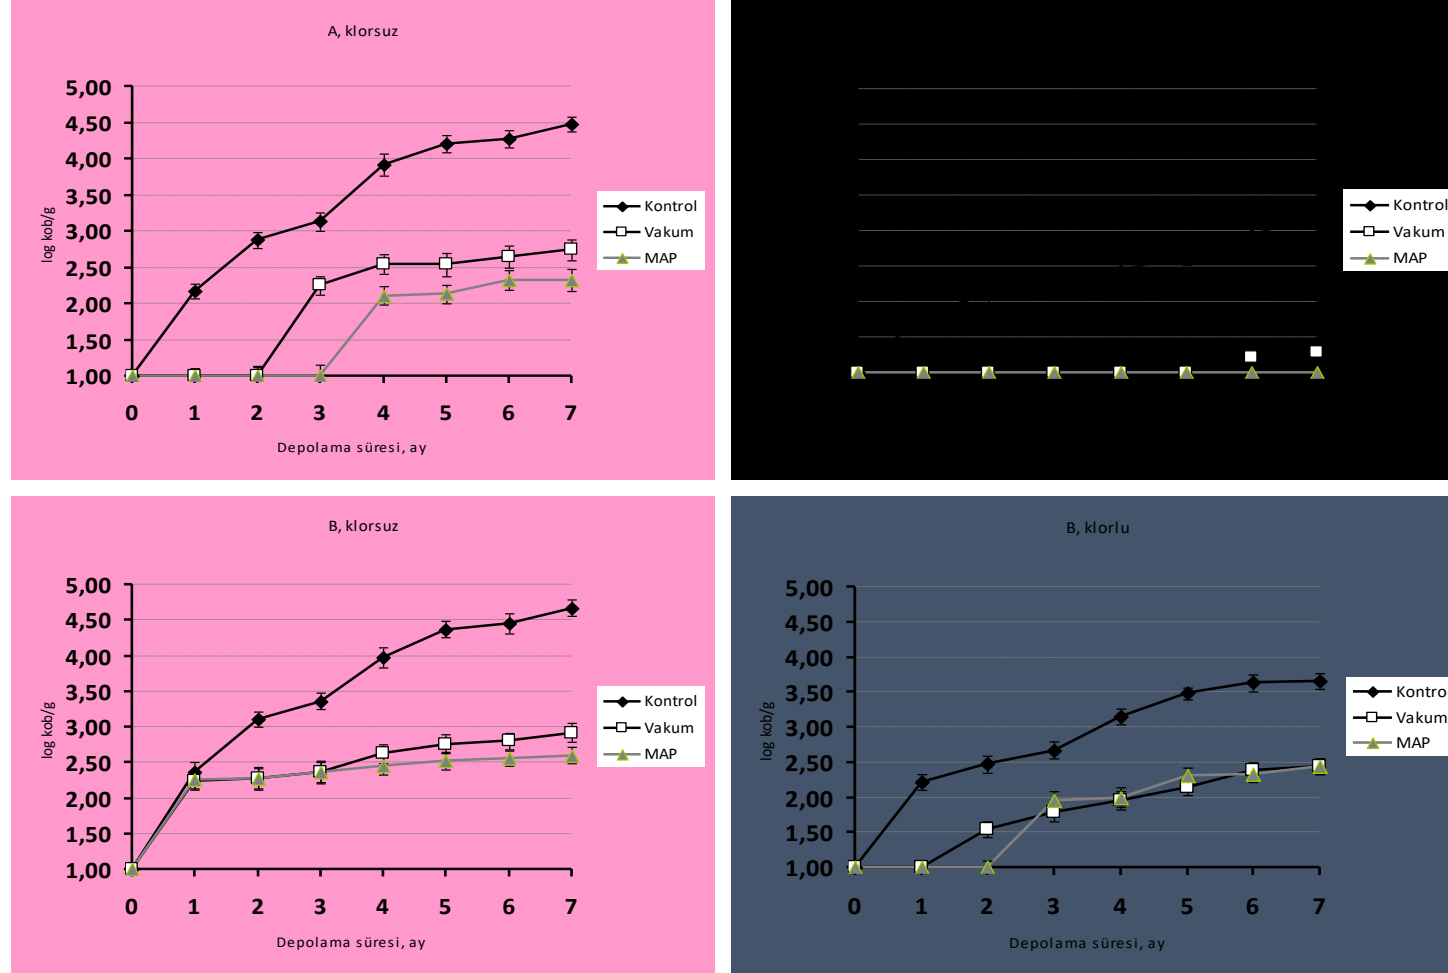 A, klorsuz
5,00
4,50
4,00
3,50
3,00
2,50
2,00
1,50
1,00
log kob/g
0 1 2 3 4 5 6 7
Depolama süresi, ay
Kontrol
Vakum
MAP
Kontrol
Vakum
MAP
B, klorsuz
5,00
4,50
4,00
3,50
3,00
2,50
2,00
1,50
1,00
log kob/g
0 1 2 3 4 5 6 7
Depolama süresi, ay
Kontrol
Vakum
MAP
B, klorlu
5,00
4,50
4,00
3,50
3,00
2,50
2,00
1,50
1,00
log kob/g
0 1 2 3 4 5 6 7
Depolama süresi, ay
Kontro
Vakum
MAP